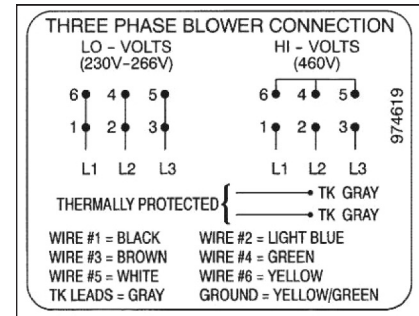 THREE PHASE BLOWER CONNECTION
LO - VOLTS HI - VOLTS
(230V-266V) (460V)
6 4 5 6 4 5
1 2 3 1 2 3
L1 L2 L3 L1 L2 L3
974619
TK GRAY
THERMALLY PROTECTED
TK GRAY
WIRE #1 = BLACK WIRE #2 = LIGHT BLUE
WIRE #3 = BROWN WIRE #4 = GREEN
WIRE #5 = WHITE WIRE #6 = YELLOW
TK LEADS = GRAY GROUND = YELLOW/GREEN